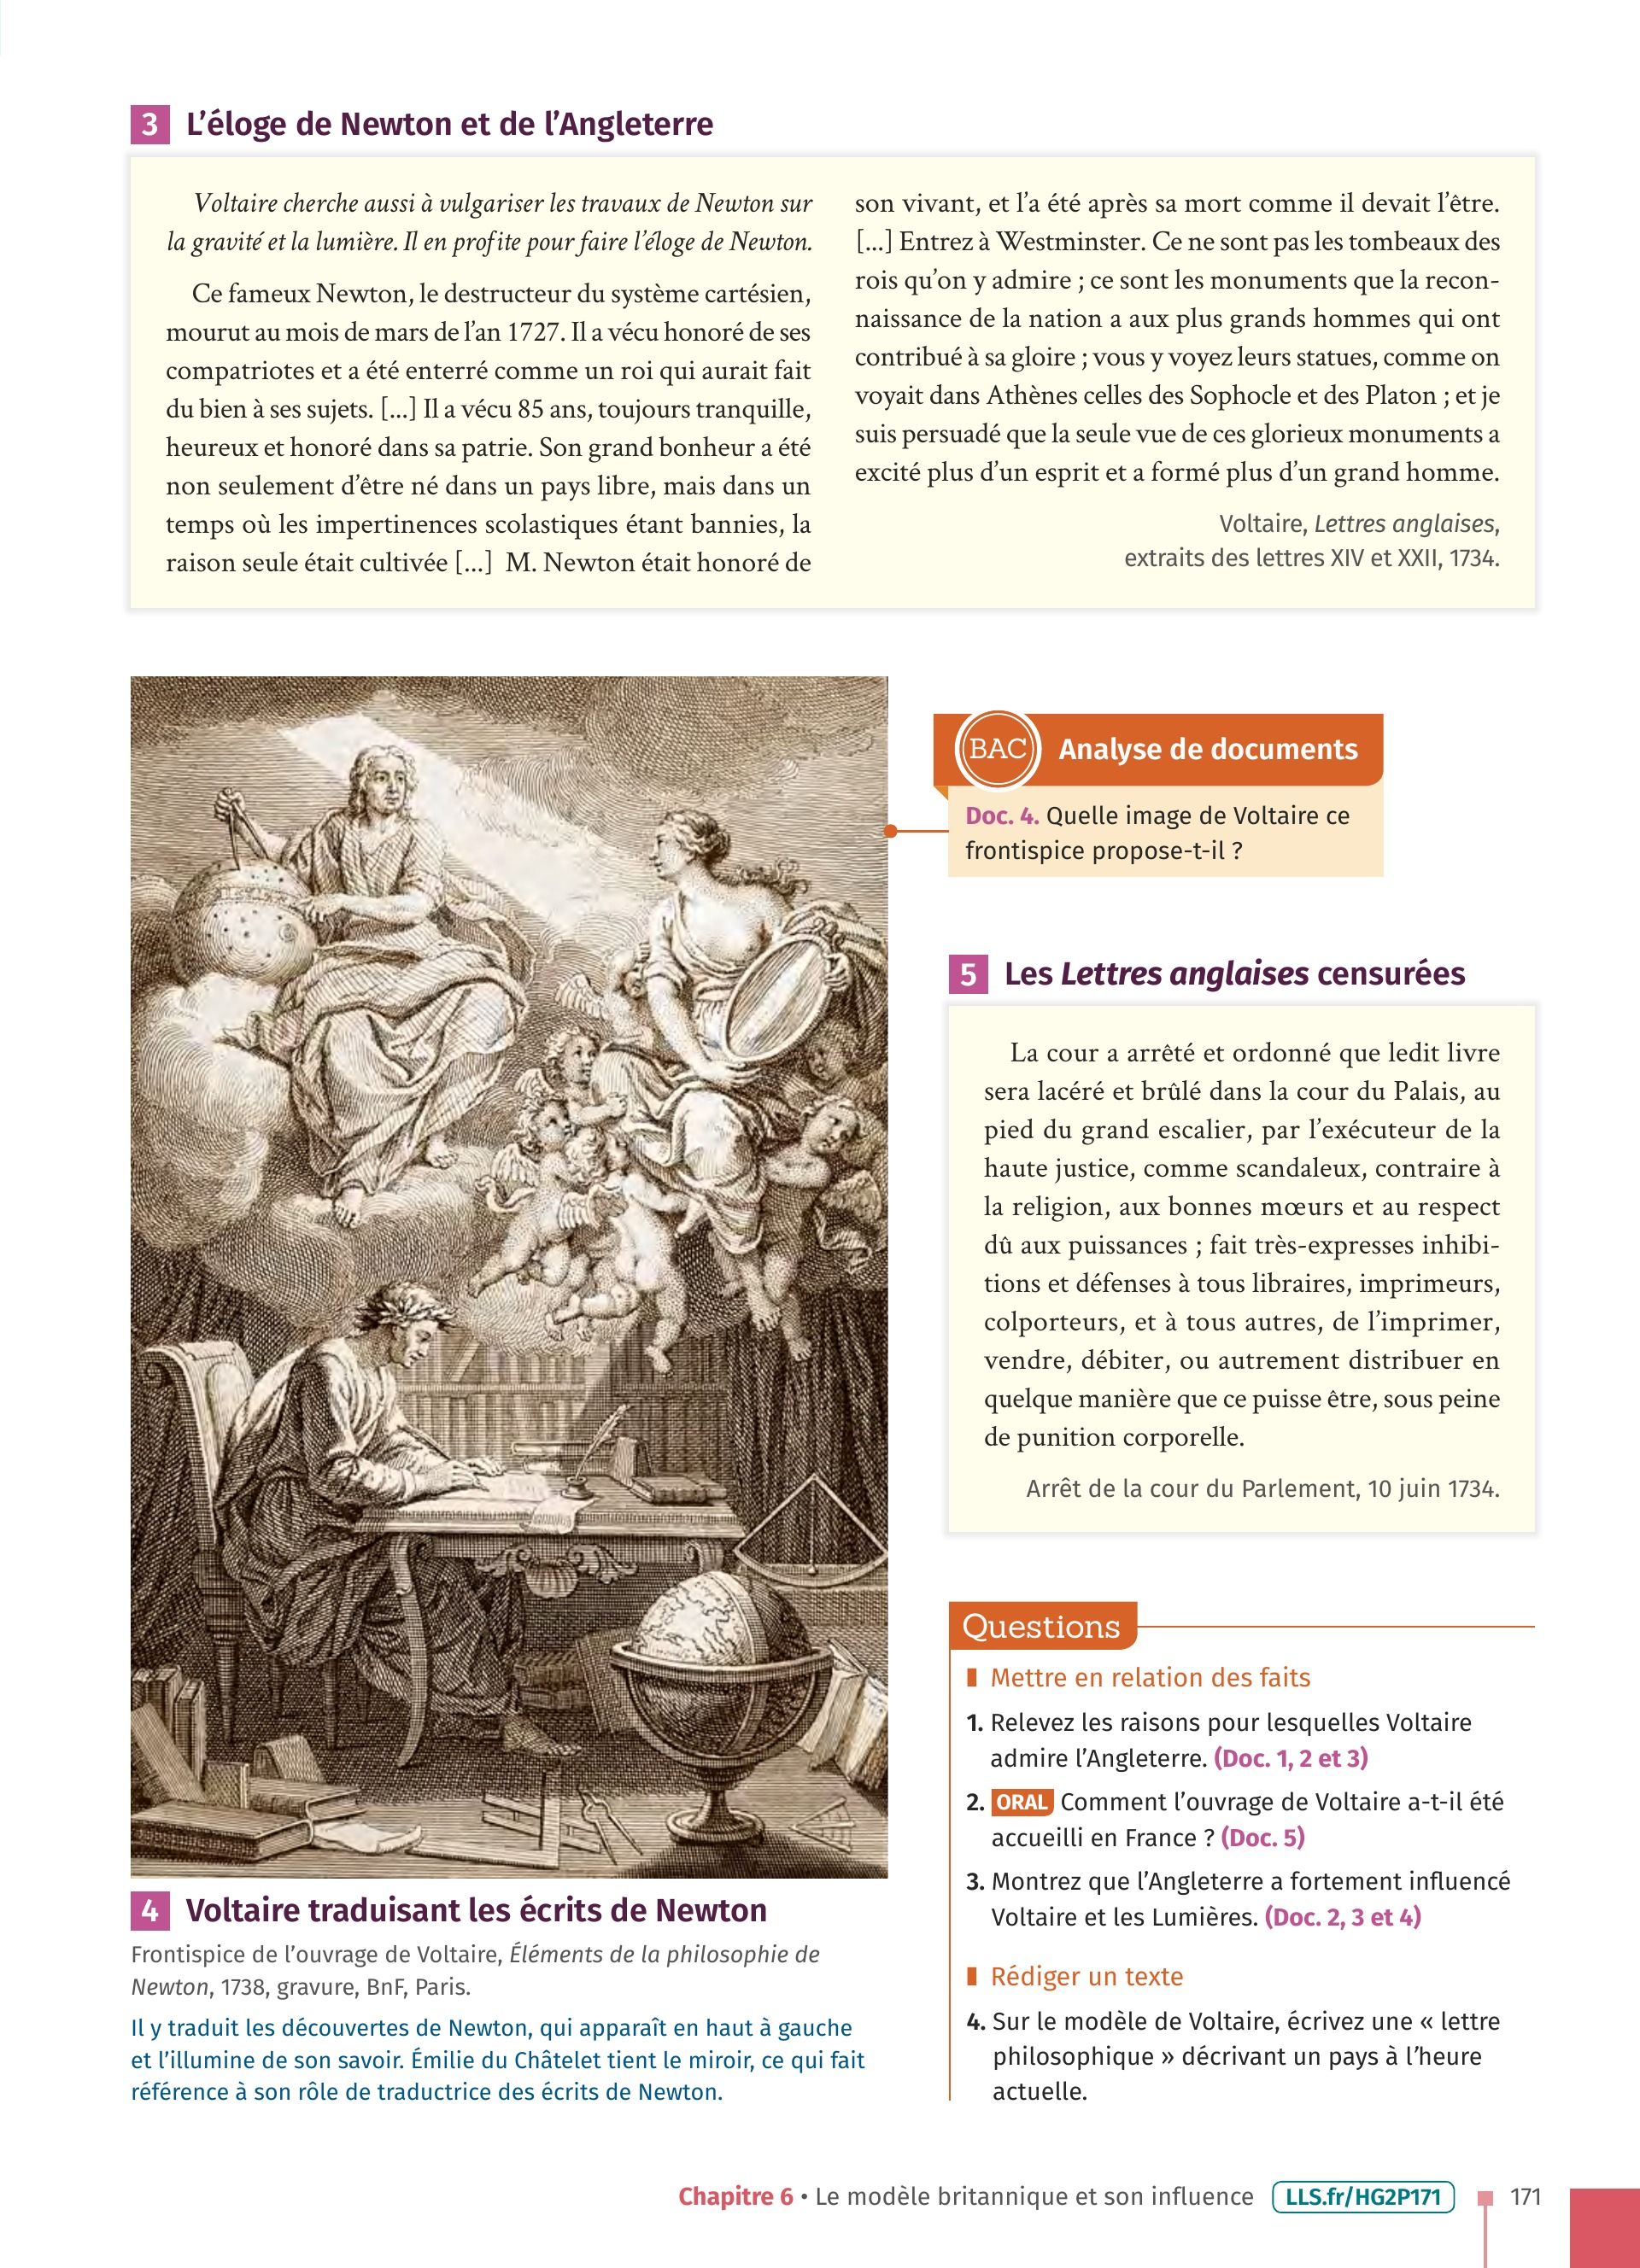 3 L’éloge de Newton et de l’Angleterre
Voltaire cherche aussi à vulgariser les travaux de Newton sur
la gravité et la lumière. Il en profite pour faire l’éloge de Newton.
Ce fameux Newton, le destructeur du système cartésien,
mourut au mois de mars de l’an 1727. Il a vécu honoré de ses
compatriotes et a été enterré comme un roi qui aurait fait
du bien à ses sujets. [...] Il a vécu 85 ans, toujours tranquille,
heureux et honoré dans sa patrie. Son grand bonheur a été
non seulement d’être né dans un pays libre, mais dans un
temps où les impertinences scolastiques étant bannies, la
raison seule était cultivée [...] M. Newton était honoré de
son vivant, et l’a été après sa mort comme il devait l’être.
[...] Entrez à Westminster. Ce ne sont pas les tombeaux des
rois qu’on y admire ; ce sont les monuments que la recon-
naissance de la nation a aux plus grands hommes qui ont
contribué à sa gloire ; vous y voyez leurs statues, comme on
voyait dans Athènes celles des Sophocle et des Platon ; et je
suis persuadé que la seule vue de ces glorieux monuments a
excité plus d’un esprit et a formé plus d’un grand homme.
Voltaire, Lettres anglaises,
extraits des lettres XIV et XXII, 1734.
BAC Analyse de documents
Doc. 4. Quelle image de Voltaire ce
frontispice propose-t-il ?
4 Voltaire traduisant les écrits de Newton
Frontispice de l’ouvrage de Voltaire, Éléments de la philosophie de
Newton, 1738, gravure, BnF, Paris.
Il y traduit les découvertes de Newton, qui apparaît en haut à gauche
et l’illumine de son savoir. Émilie du Châtelet tient le miroir, ce qui fait
référence à son rôle de traductrice des écrits de Newton.
5 Les Lettres anglaises censurées
La cour a arrêté et ordonné que ledit livre
sera lacéré et brûlé dans la cour du Palais, au
pied du grand escalier, par l’exécuteur de la
haute justice, comme scandaleux, contraire à
la religion, aux bonnes mœurs et au respect
dû aux puissances ; fait très-expresses inhibi-
tions et défenses à tous libraires, imprimeurs,
colporteurs, et à tous autres, de l’imprimer,
vendre, débiter, ou autrement distribuer en
quelque manière que ce puisse être, sous peine
de punition corporelle.
Arrêt de la cour du Parlement, 10 juin 1734.
Questions
Mettre en relation des faits
1. Relevez les raisons pour lesquelles Voltaire
admire l’Angleterre. (Doc. 1, 2 et 3)
2. ORAL Comment l’ouvrage de Voltaire a-t-il été
accueilli en France ? (Doc. 5)
3. Montrez que l’Angleterre a fortement influencé
Voltaire et les Lumières. (Doc. 2, 3 et 4)
Rédiger un texte
4. Sur le modèle de Voltaire, écrivez une « lettre
philosophique » décrivant un pays à l’heure
actuelle.
Chapitre 6 • Le modèle britannique et son influence LLS.fr/HG2P171 171